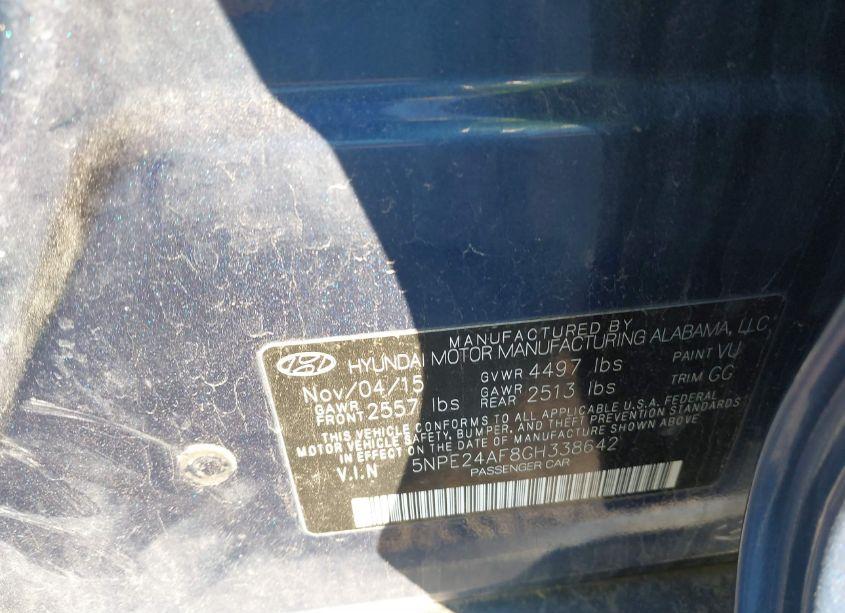 MANUFACTURED BY
HYUNDAI MOTOR MANUFACTURING ALABAMA, LLC
Nov/04/15 GVWR 4497 lbs PAINT VU
GAWR FRONT 2557 lbs GAWR REAR 2513 lbs TRIM GG
THIS VEHICLE CONFORMS TO ALL APPLICABLE U.S.A. FEDERAL
MOTOR VEHICLE SAFETY, BUMPER, AND THEFT PREVENTION STANDARDS
IN EFFECT ON THE DATE OF MANUFACTURE SHOWN ABOVE.
V.I.N 5NPE24AF8GH338642
PASSENGER CAR